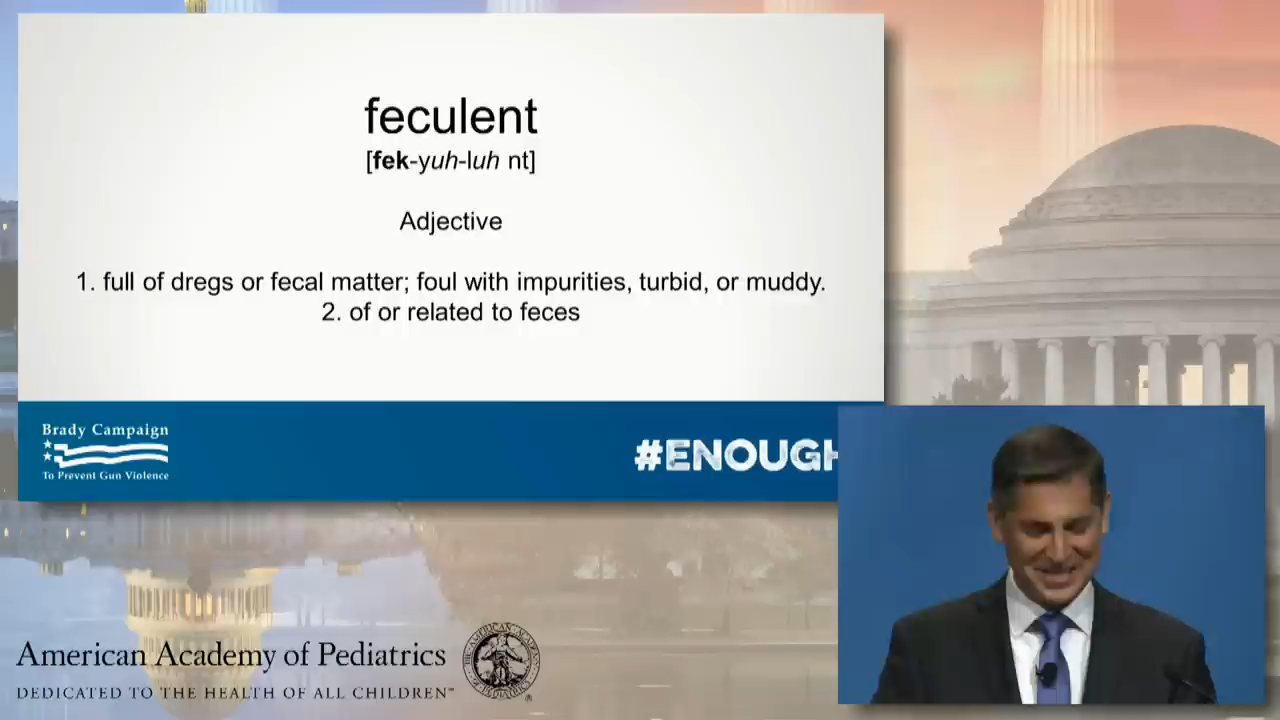 feculent
[fek-yuh-luh nt]
Adjective
1. full of dregs or fecal matter; foul with impurities, turbid, or muddy.
2. of or related to feces
Brady Campaign
To Prevent Gun Violence
#ENOUGH
American Academy of Pediatrics
DEDICATED TO THE HEALTH OF ALL CHILDREN™